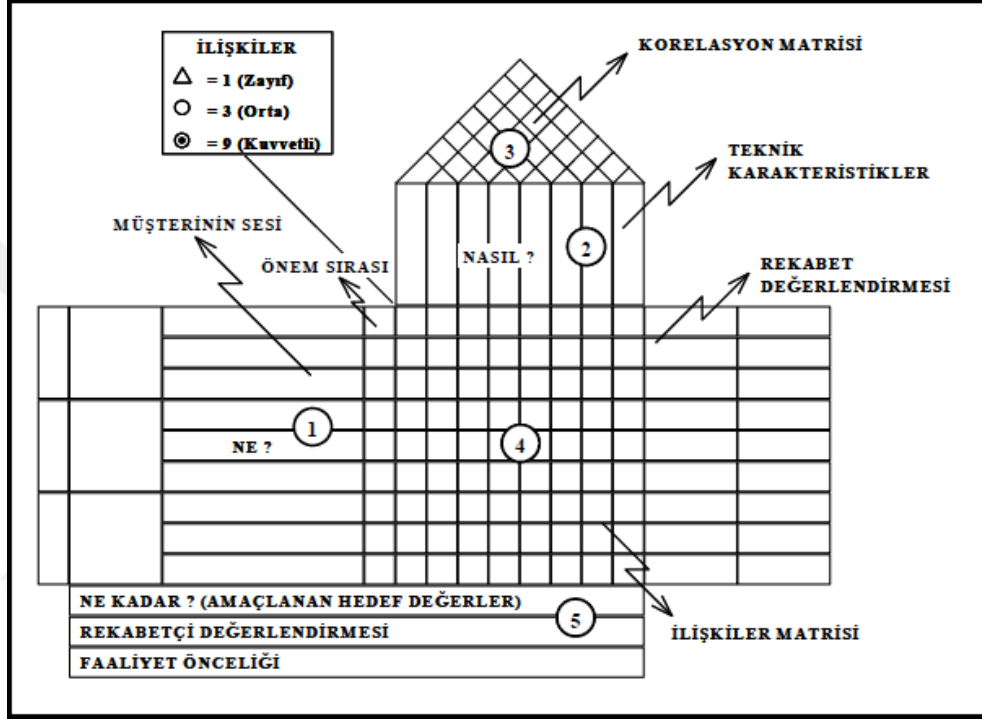 İLİŞKİLER
= 1 (Zayıf)
= 3 (Orta)
= 9 (Kuvvetli)
KORELASYON MATRİSİ
3
TEKNİK
KARAKTERİSTİKLER
MÜŞTERİNİN SESİ
NASIL ?
2
ÖNEM SIRASI
REKABET
DEĞERLENDİRMESİ
1
NE ?
4
NE KADAR ? (AMAÇLANAN HEDEF DEĞERLER)
5
REKABETÇİ DEĞERLENDİRMESİ
İLİŞKİLER MATRİSİ
FAALİYET ÖNCELİĞİ